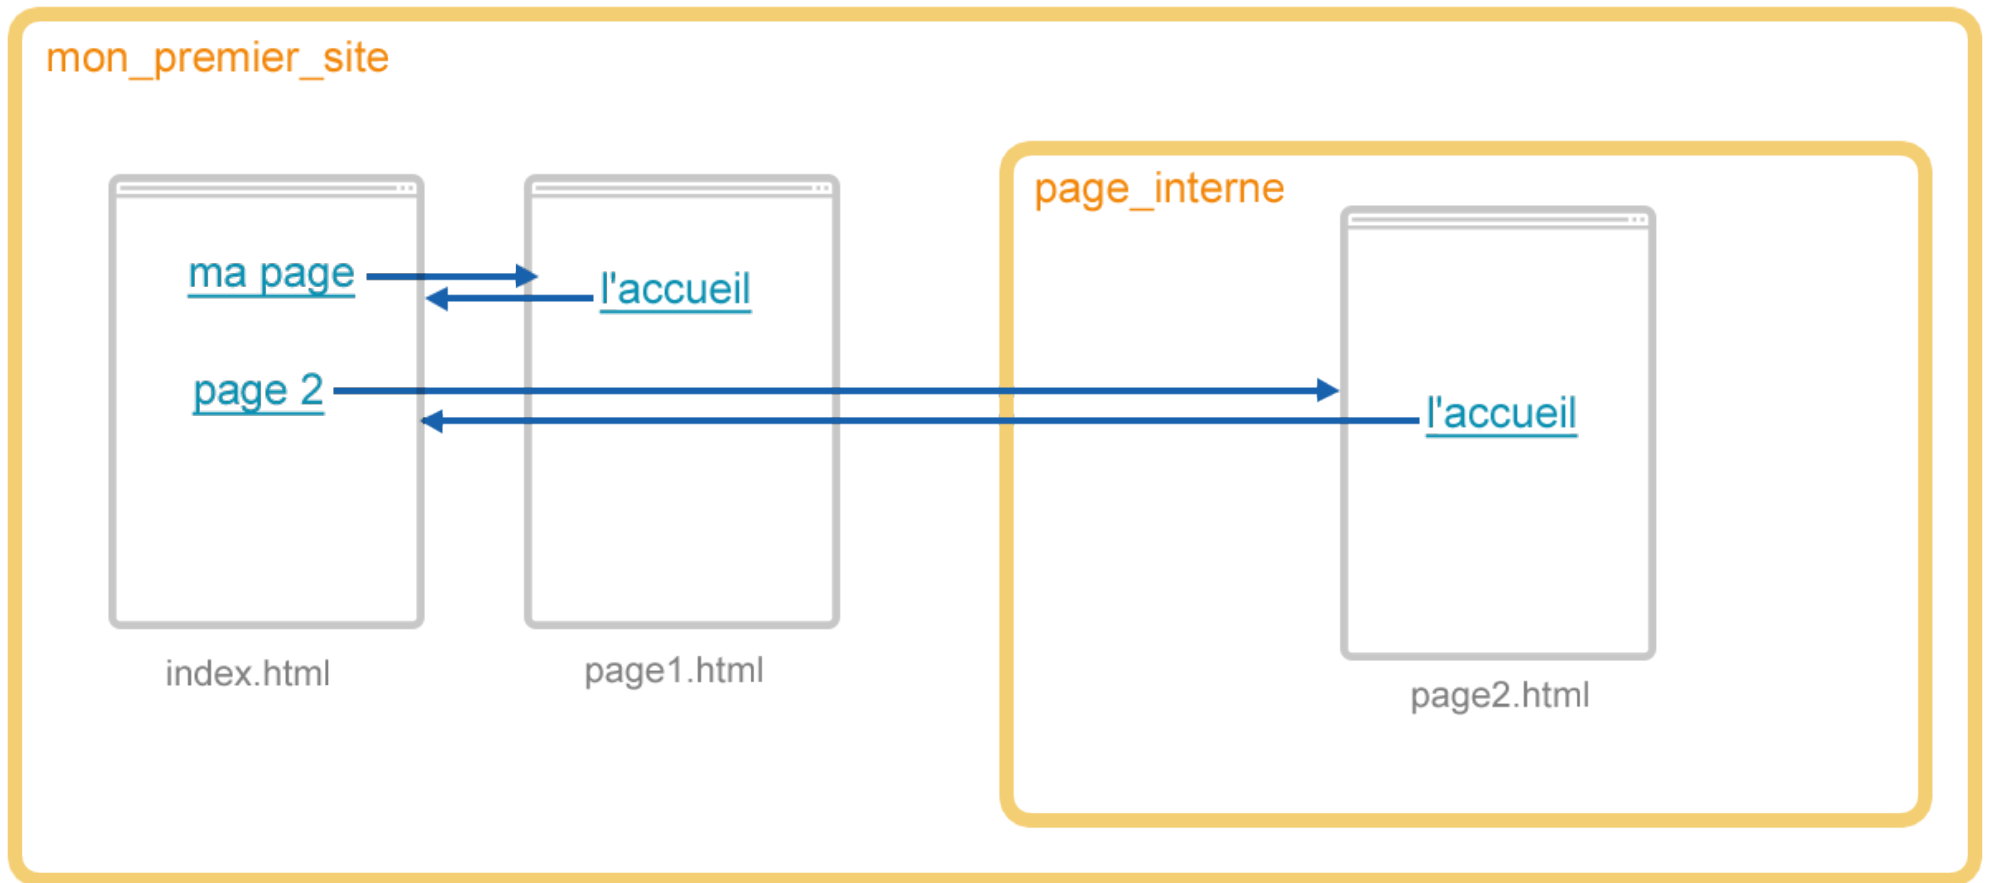 mon_premier_site
page_interne
ma page
l'accueil
page 2
l'accueil
index.html
page1.html
page2.html